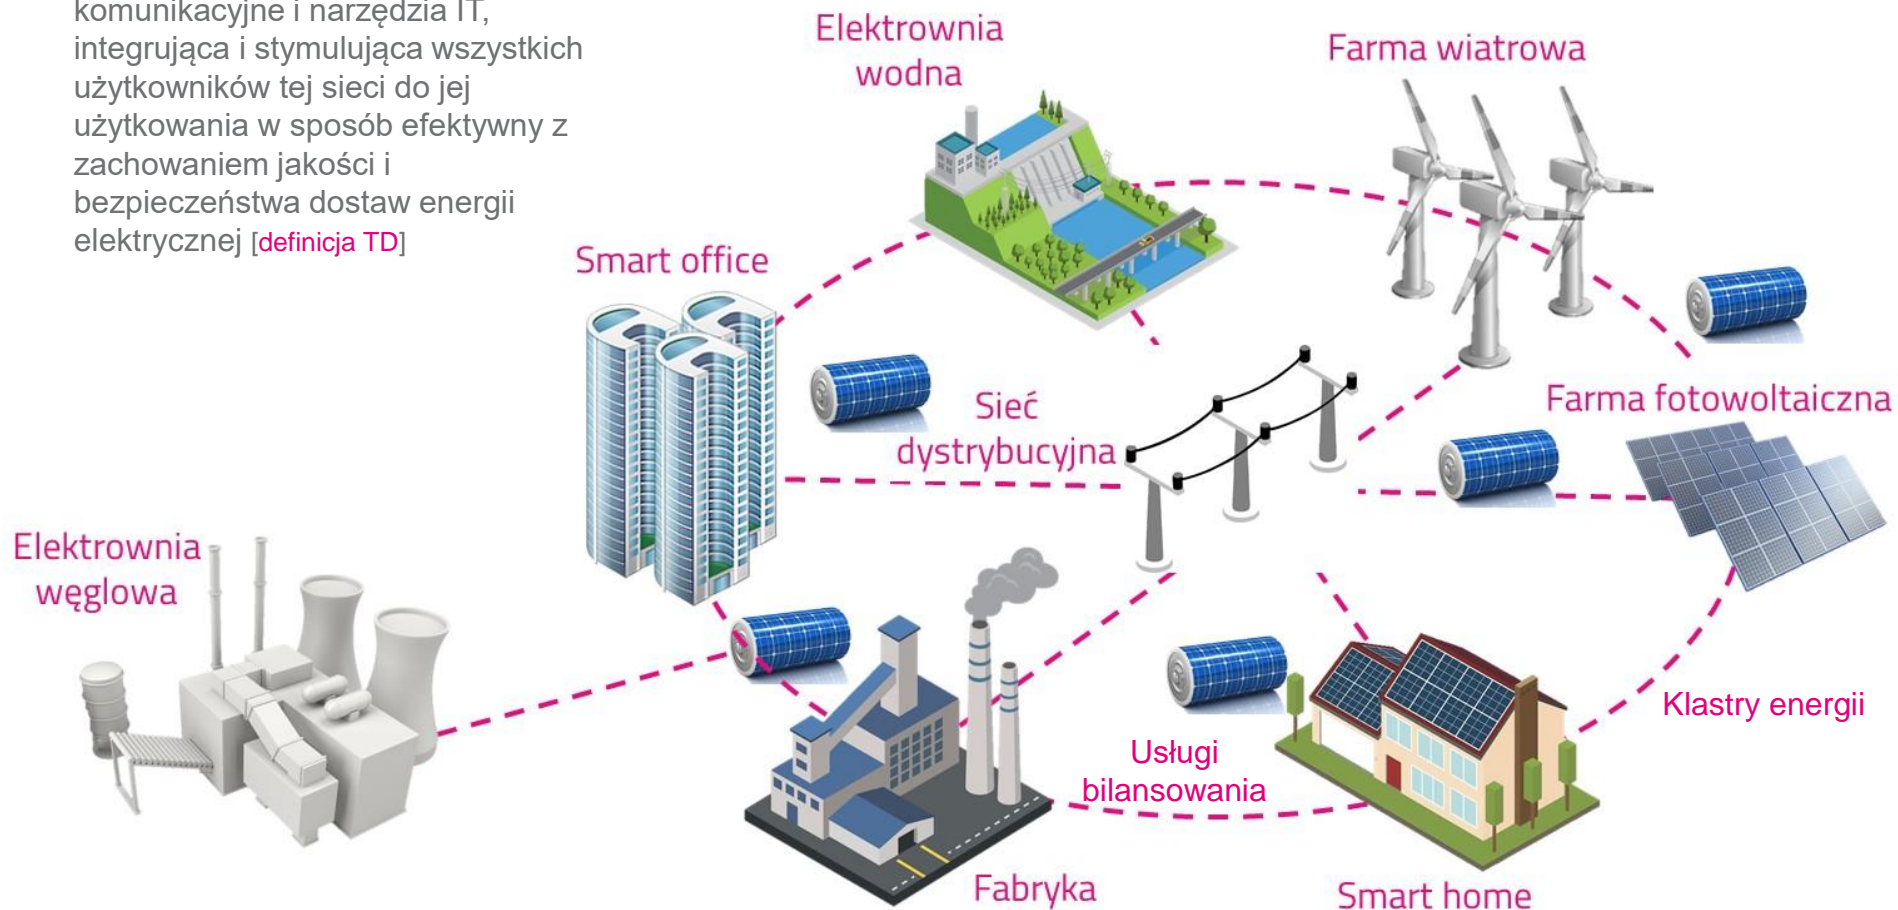 komunikacyjne i narzędzia IT,
integrująca i stymulująca wszystkich
użytkowników tej sieci do jej
użytkowania w sposób efektywny z
zachowaniem jakości i
bezpieczeństwa dostaw energii
elektrycznej [definicja TD]
Elektrownia
wodna
Farma wiatrowa
Smart office
Sieć
dystrybucyjna
Farma fotowoltaiczna
Elektrownia
węglowa
Klastry energii
Usługi
bilansowania
Fabryka
Smart home